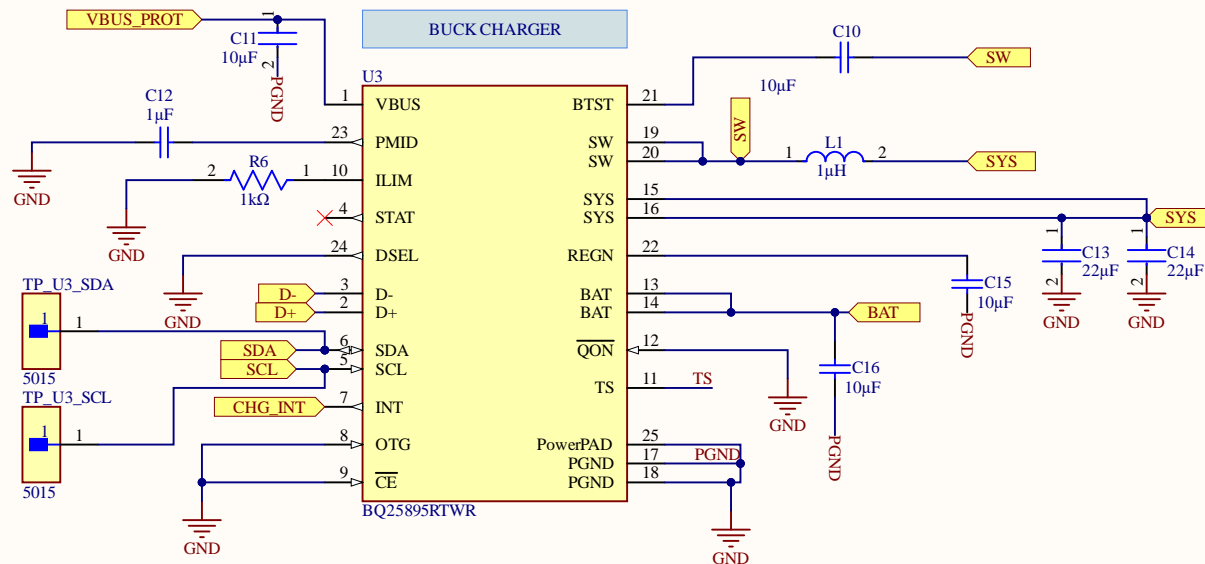 VBUS_PROT
1
C11
10µF
2
PGND
BUCK CHARGER
C10
10µF
SW
U3
C12
1µF
1 VBUS
23 PMID
GND
2 R6 1
1kΩ
10 ILIM
GND
4 STAT
24 DSEL
GND
D- 3 D-
D+ 2 D+
SDA 6 SDA
SCL 5 SCL
CHG_INT 7 INT
8 OTG
9 CE
GND
TP_U3_SDA
1 1
5015
TP_U3_SCL
1 1
5015
BTST 21
SW 19
SW 20
SW
1 L1 2
1µH
SYS
SYS 15
SYS 16
SYS
1 C13
22µF
2
GND
1 C14
22µF
2
GND
REGN 22
C15
10µF
PGND
BAT 13
BAT 14
BAT
C16
10µF
PGND
QON 12
GND
TS 11 TS
PowerPAD 25
PGND 17 PGND
PGND 18
GND
BQ25895RTWR